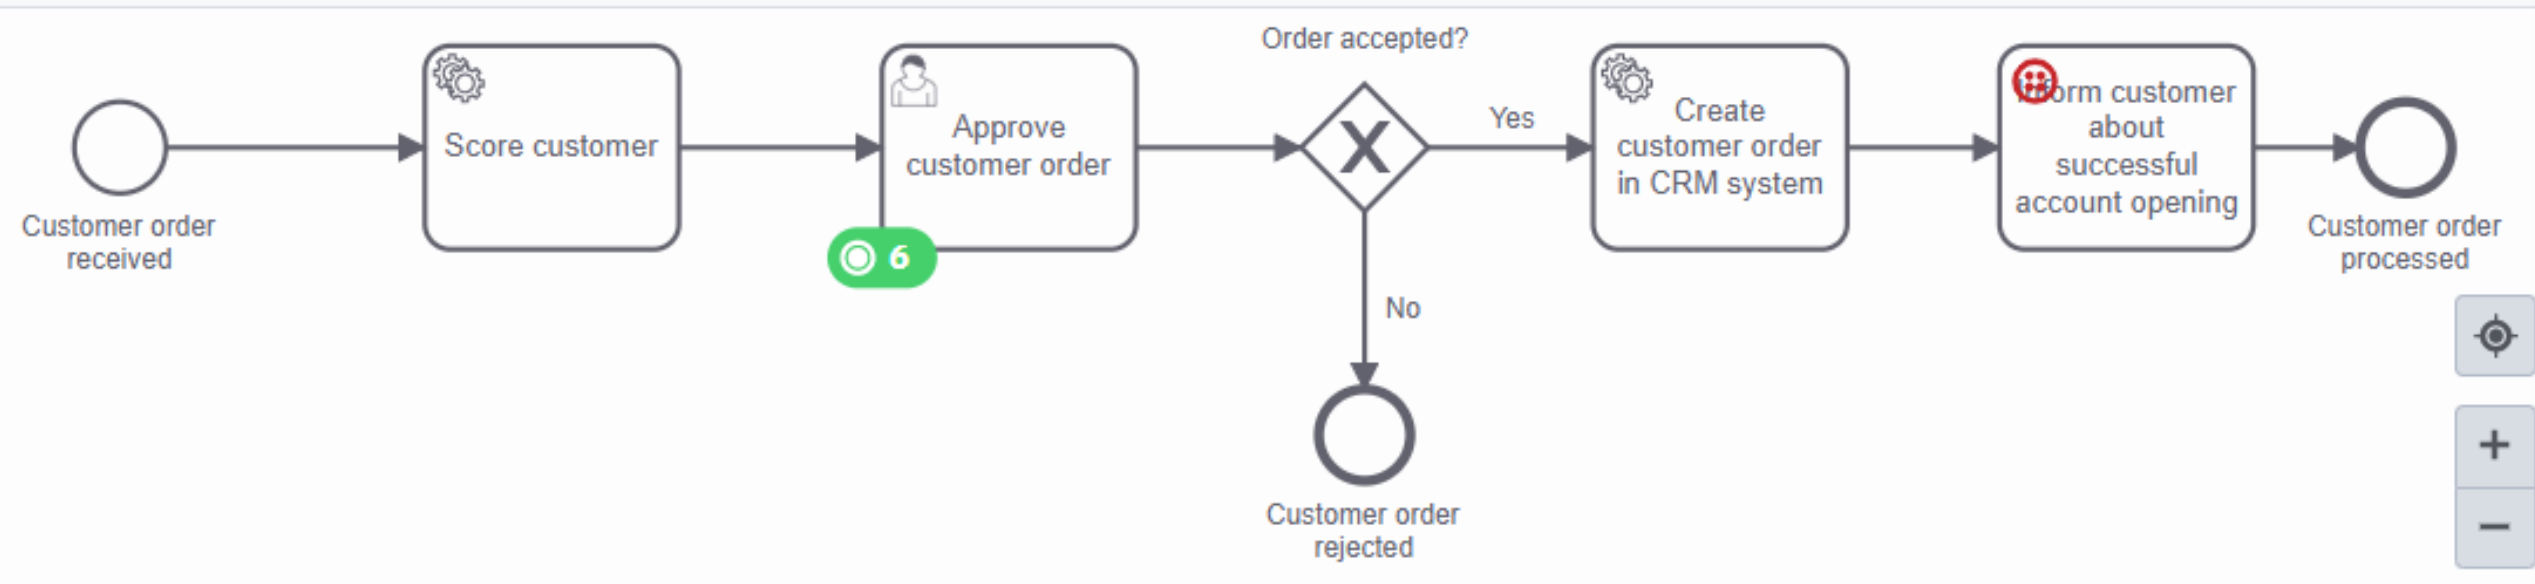 Customer order
received
Score customer
Approve
customer order
6
Order accepted?
X
Yes
No
Customer order
rejected
Create
customer order
in CRM system
Inform customer
about
successful
account opening
Customer order
processed
+
−